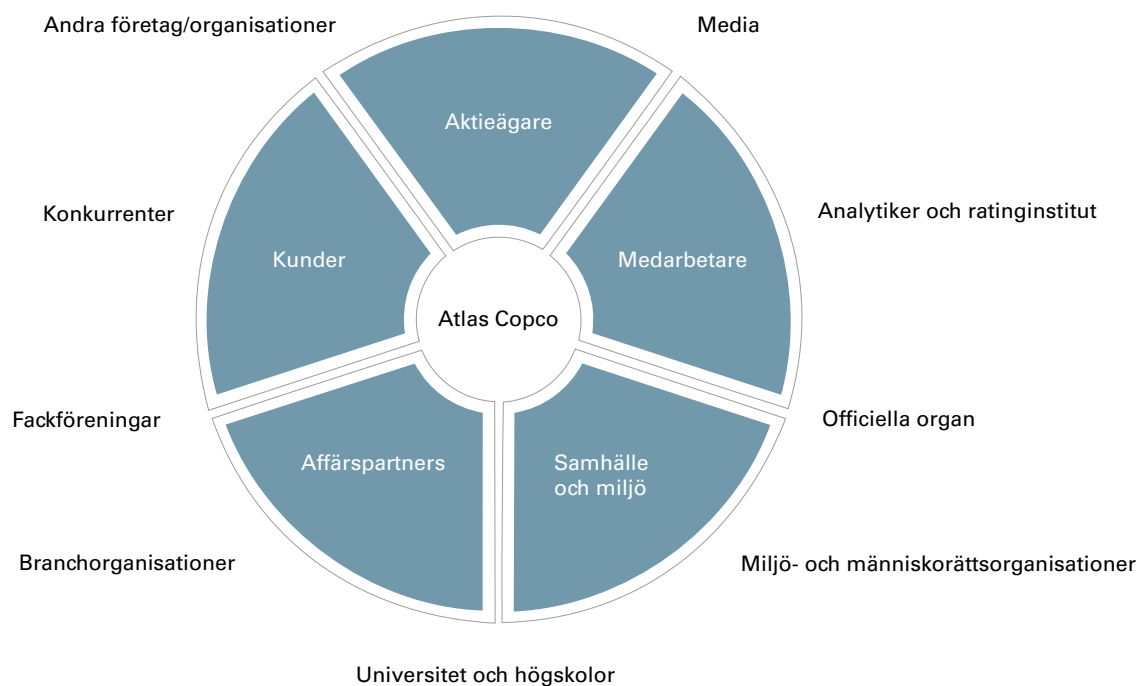 Andra företag/organisationer
Media
Aktieägare
Konkurrenter
Analytiker och ratinginstitut
Kunder
Medarbetare
Atlas Copco
Fackföreningar
Officiella organ
Affärspartners
Samhälle
och miljö
Branchorganisationer
Miljö- och människorättsorganisationer
Universitet och högskolor